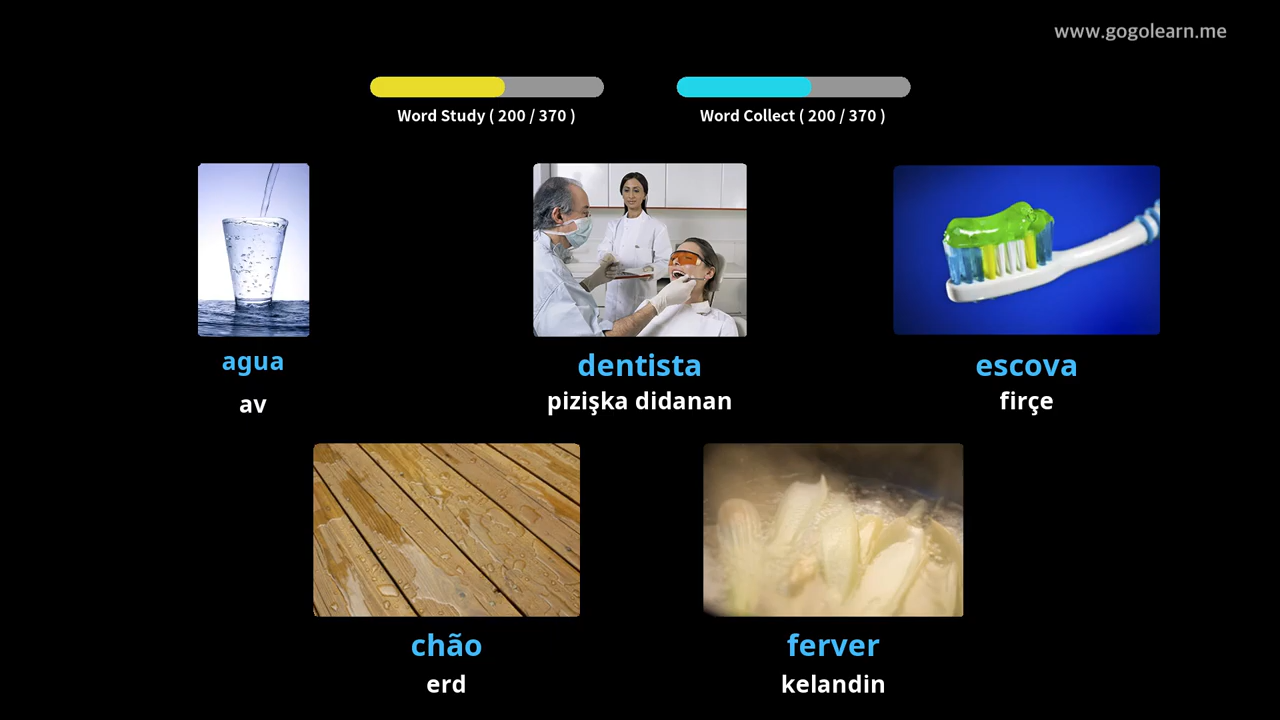 www.gogolearn.me
Word Study ( 200 / 370 )
Word Collect ( 200 / 370 )
agua
av
dentista
pizişka didanan
escova
firçe
chão
erd
ferver
kelandin